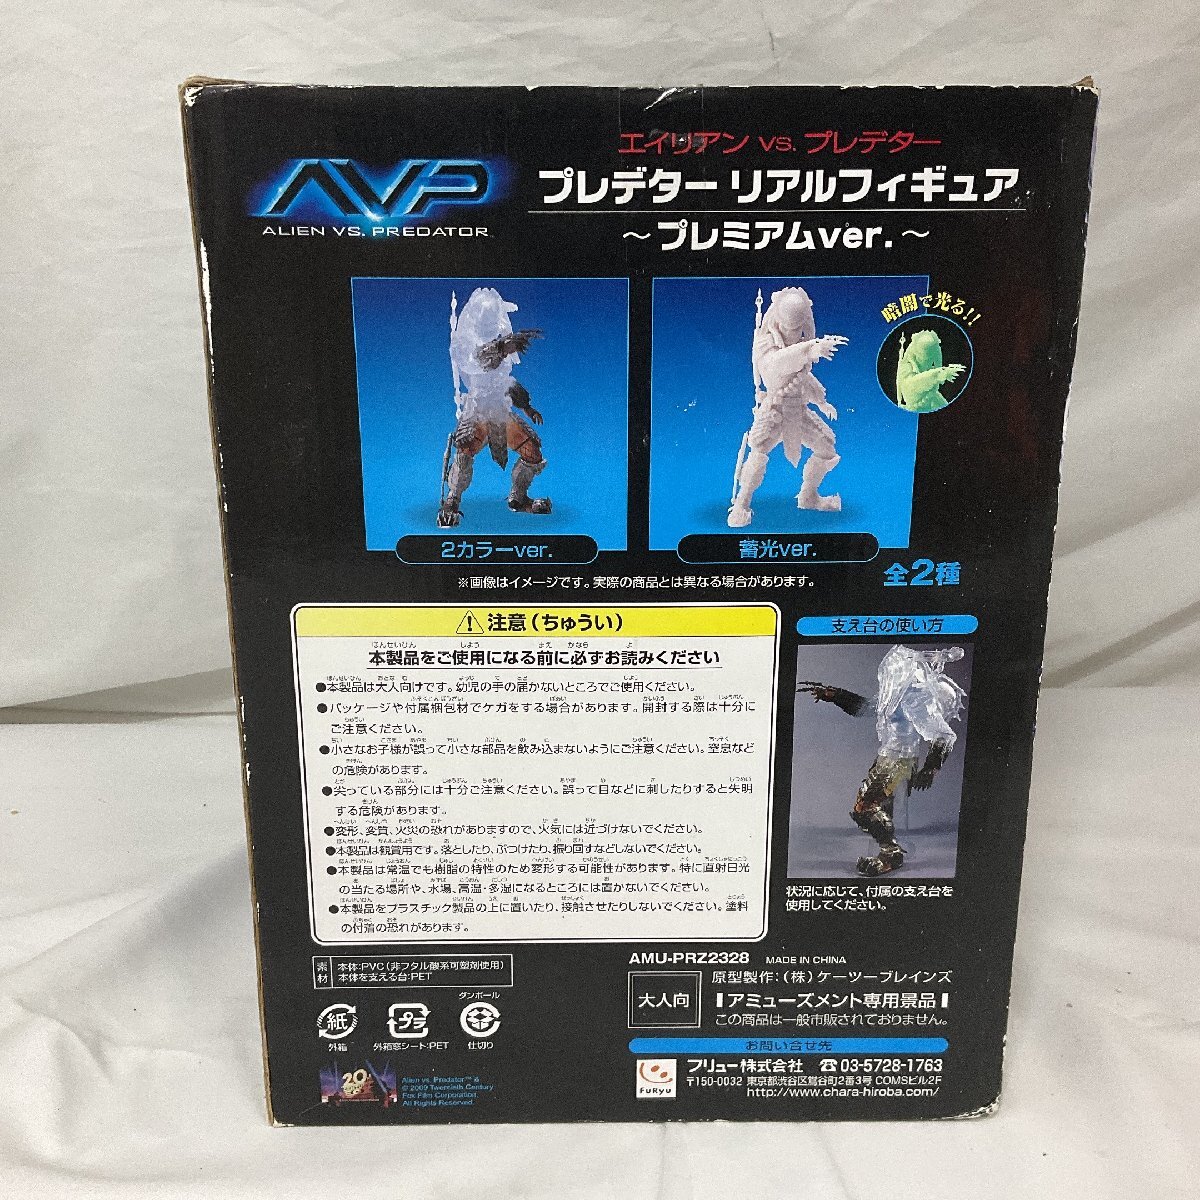 エイリアン vs. プレデター
AVP
ALIEN VS. PREDATOR
プレデター リアルフィギュア
～プレミアムver.～
暗闇で光る!!
2カラーver.
蓄光ver.
全2種
※画像はイメージです。実際の商品とは異なる場合があります。
注意(ちゅうい)
本製品をご使用になる前に必ずお読みください
●本製品は大人向けです。幼児の手の届かないところでご使用ください。
●パッケージや付属梱包材でケガをする場合があります。開封する際は十分に
ご注意ください。
●小さなお子様が誤って小さな部品を飲み込まないようにご注意ください。窒息など
の危険があります。
●尖っている部分には十分ご注意ください。誤って目などに刺したりすると失明
する危険があります。
●変形、変質、火災の恐れがありますので、火気には近づけないでください。
●本製品は観賞用です。落としたり、ぶつけたり、振り回すなどしないでください。
●本製品は常温でも樹脂の特性のため変形する可能性があります。特に直射日光
の当たる場所や、水場、高温・多湿になるところには置かないでください。
●本製品をプラスチック製品の上に置いたり、接触させたりしないでください。塗料
の付着の恐れがあります。
支え台の使い方
状況に応じて、付属の支え台を
使用してください。
素材
本体:PVC(非フタル酸系可塑剤使用)
本体を支える台:PET
紙
外箱
プラ
外箱窓シート:PET
ダンボール
仕切り
AMU-PRZ2328 MADE IN CHINA
原型製作:(株)ケーツーブレインズ
大人向
アミューズメント専用景品
この商品は一般市販されておりません。
お問い合せ先
FuRyu
フリュー株式会社 ☎03-5728-1763
〒150-0032 東京都渋谷区鶯谷町2番3号 COMSビル2F
http://www.chara-hiroba.com/
20
Alien vs. Predator™ &
© 2009 Twentieth Century
Fox Film Corporation.
All Rights Reserved.